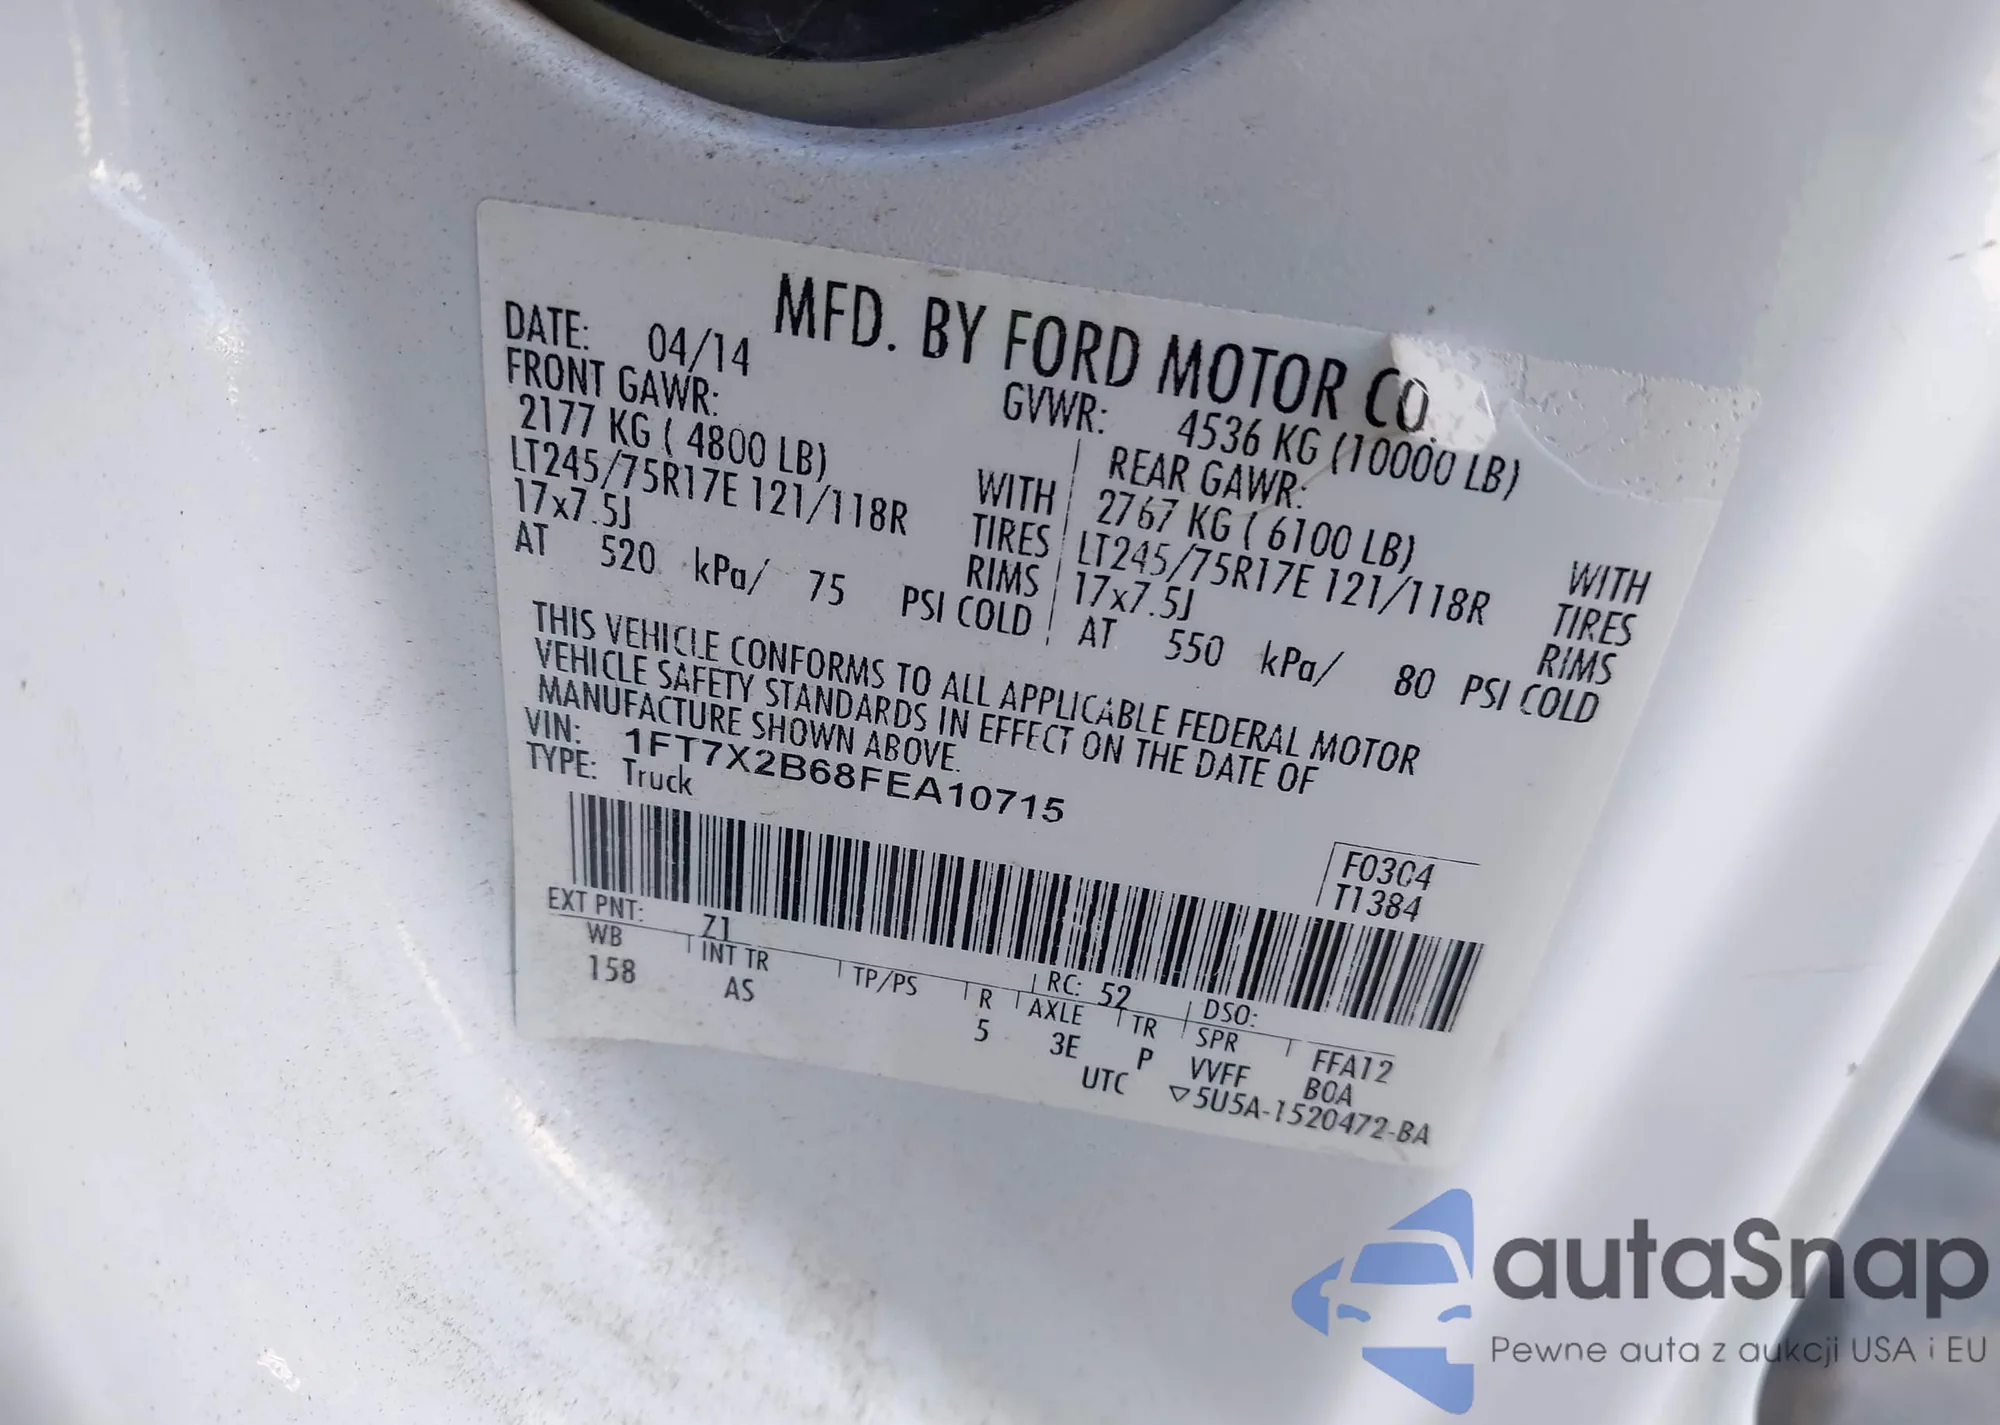 MFD. BY FORD MOTOR CO.
DATE: 04/14 GVWR: 4536 KG (10000 LB)
FRONT GAWR: REAR GAWR:
2177 KG ( 4800 LB) WITH 2767 KG ( 6100 LB) WITH
LT245/75R17E 121/118R TIRES LT245/75R17E 121/118R TIRES
17x7.5J RIMS 17x7.5J RIMS
AT 520 kPa/ 75 PSI COLD AT 550 kPa/ 80 PSI COLD
THIS VEHICLE CONFORMS TO ALL APPLICABLE FEDERAL MOTOR
VEHICLE SAFETY STANDARDS IN EFFECT ON THE DATE OF
MANUFACTURE SHOWN ABOVE.
VIN: 1FT7X2B68FEA10715
TYPE: Truck
F0304
T1384
EXT PNT: Z1 RC: 52 DSO:
WB INT TR TP/PS R AXLE TR SPR FFA12
158 AS 5 3E P VVFF B0A
UTC ▽5U5A-1520472-BA
autaSnap
Pewne auta z aukcji USA i EU